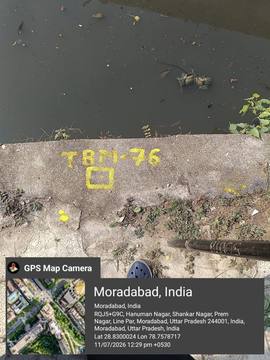 TBM-76
GPS Map Camera
Moradabad, India
Moradabad, India
RQJ5+G9C, Hanuman Nagar, Shankar Nagar, Prem
Nagar, Line Par, Moradabad, Uttar Pradesh 244001, India,
Moradabad, Uttar Pradesh, India
Lat 28.8300024 Lon 78.7578717
11/07/2026 12:29 pm +0530